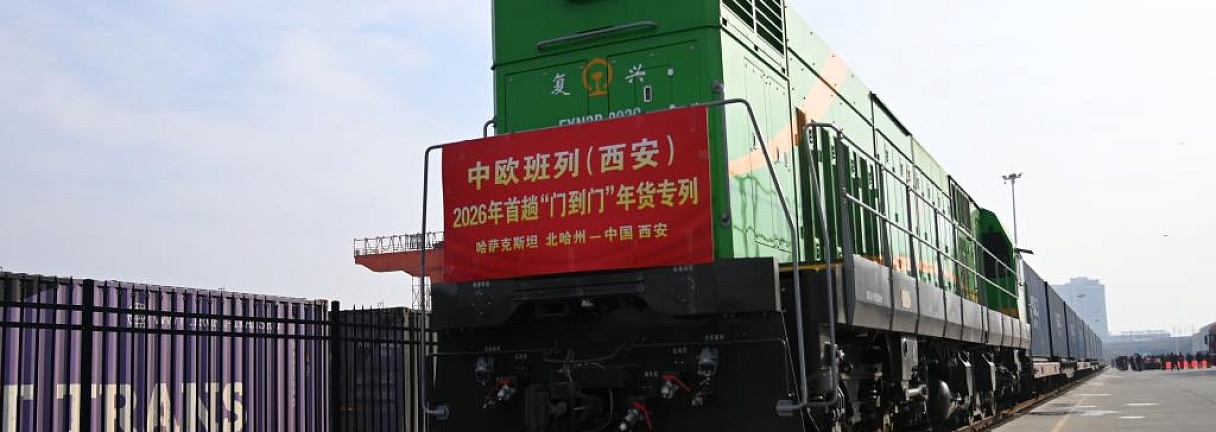 复 兴
中欧班列(西安)
2026年首趟“门到门”年货专列
哈萨克斯坦 北哈州—中国 西安
TRANS